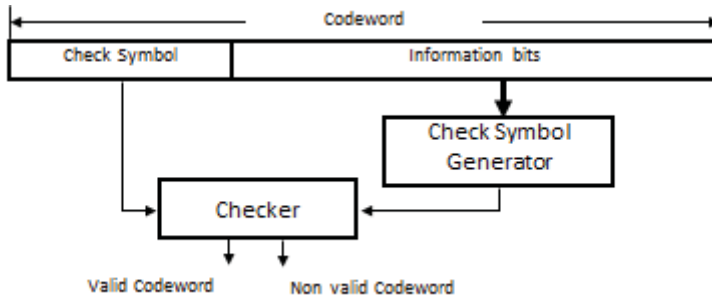 Codeword
Check Symbol
Information bits
Check Symbol
Generator
Checker
Valid Codeword
Non valid Codeword